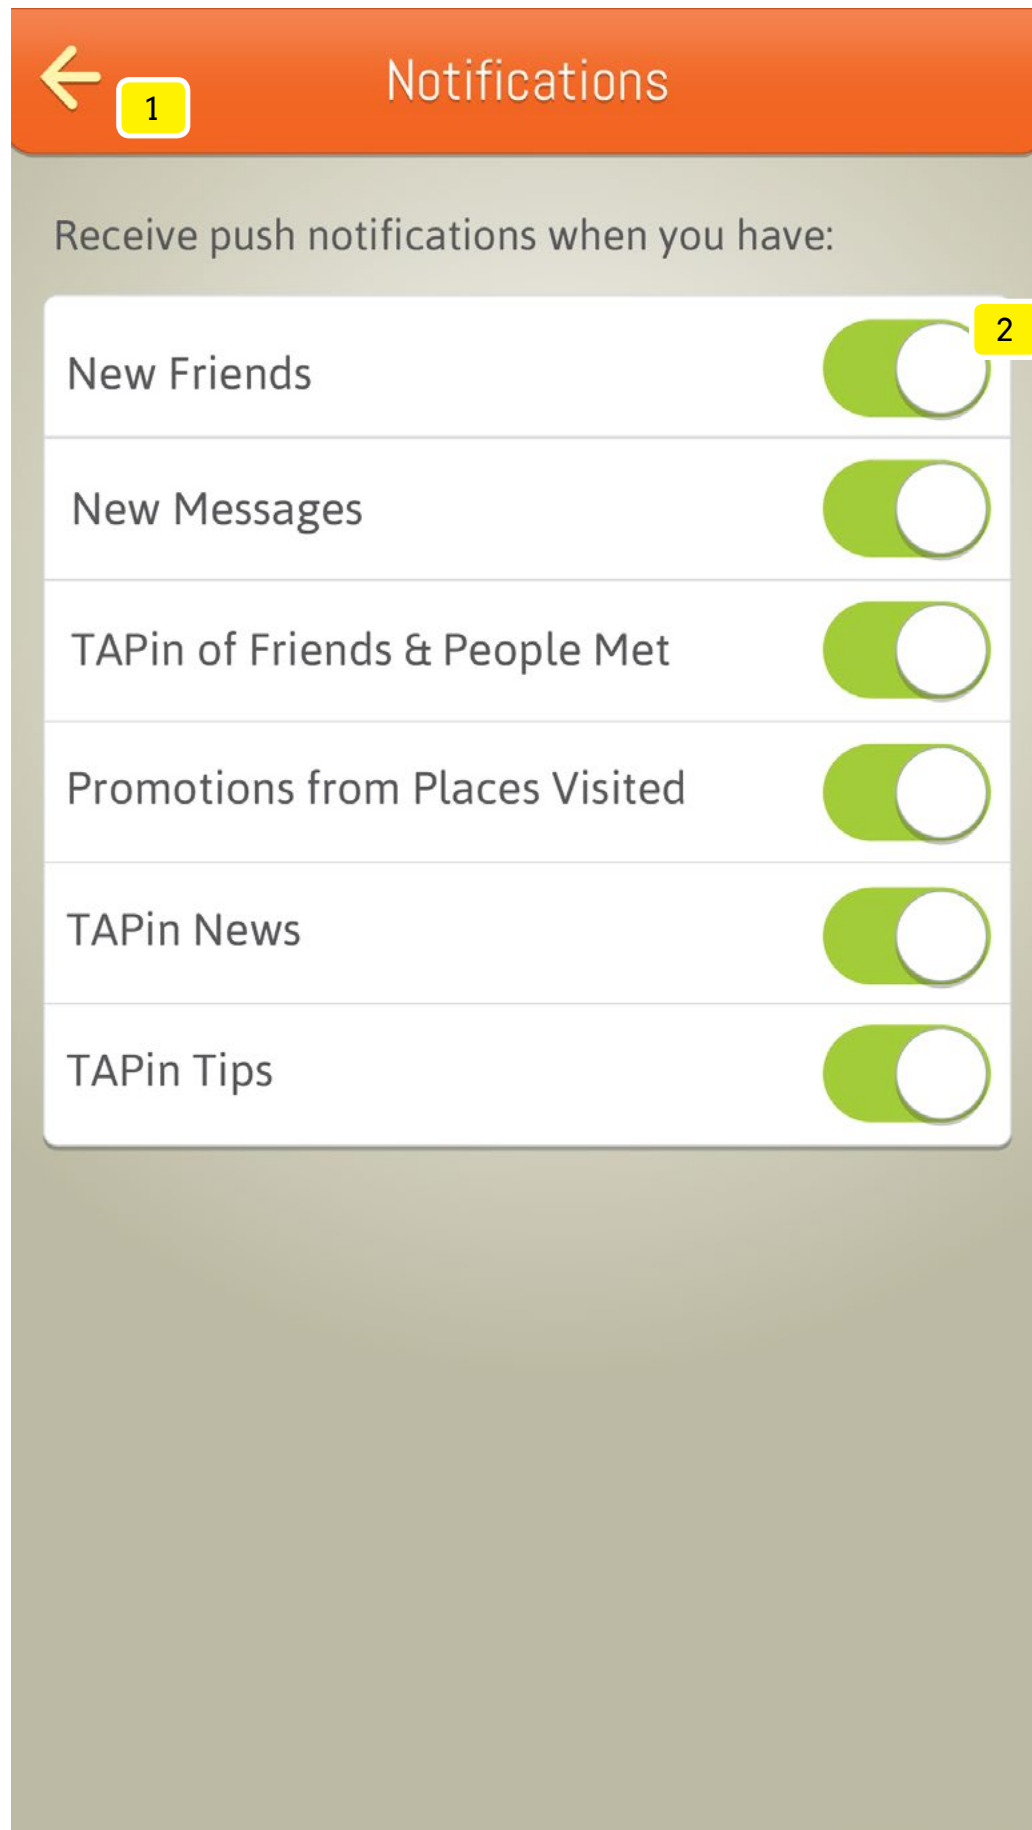 1
Notifications
Receive push notifications when you have:
2
New Friends
New Messages
TAPin of Friends & People Met
Promotions from Places Visited
TAPin News
TAPin Tips